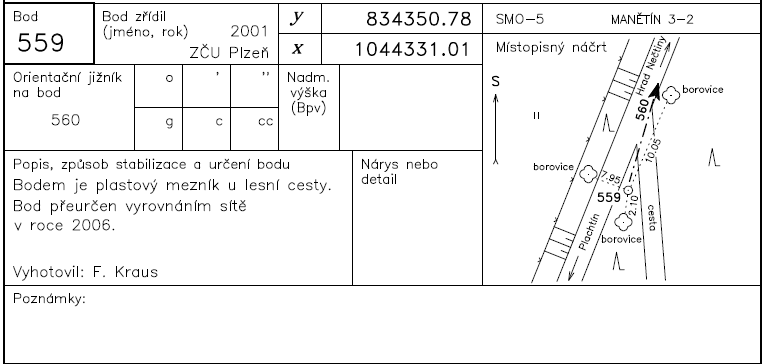 Bod
559
Bod zřídil
(jméno, rok) 2001
ZČU Plzeň
y 834350.78
x 1044331.01
SMO-5 MANĚTÍN 3-2
Orientační jižník
na bod
560
o ' "
g c cc
Nadm.
výška
(Bpv)
Místopisný náčrt
S
Hrad Nečtiny
borovice
560
10.05
borovice
7.95
559
2.10
cesta
Plachtín
borovice
Popis, způsob stabilizace a určení bodu
Bodem je plastový mezník u lesní cesty.
Bod přeurčen vyrovnáním sítě
v roce 2006.
Vyhotovil: F. Kraus
Nárys nebo
detail
Poznámky: